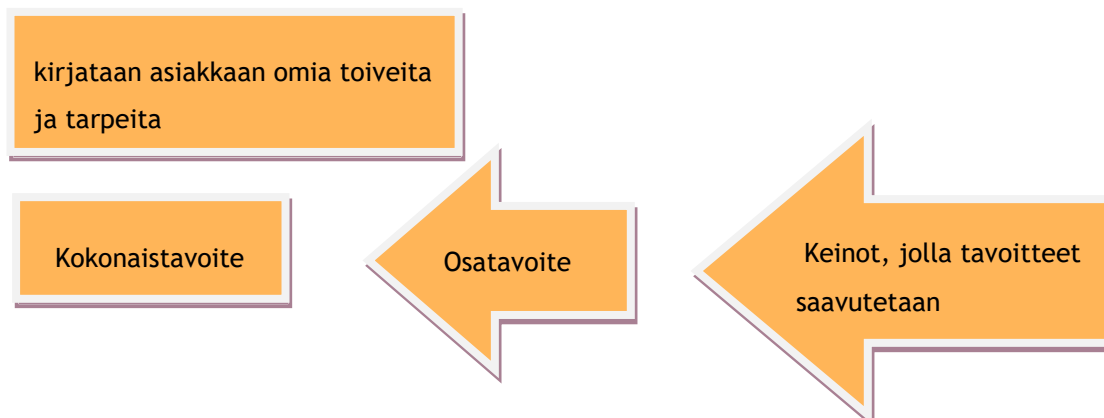 kirjataan asiakkaan omia toiveita
ja tarpeita
Kokonaistavoite
Osatavoite
Keinot, jolla tavoitteet
saavutetaan